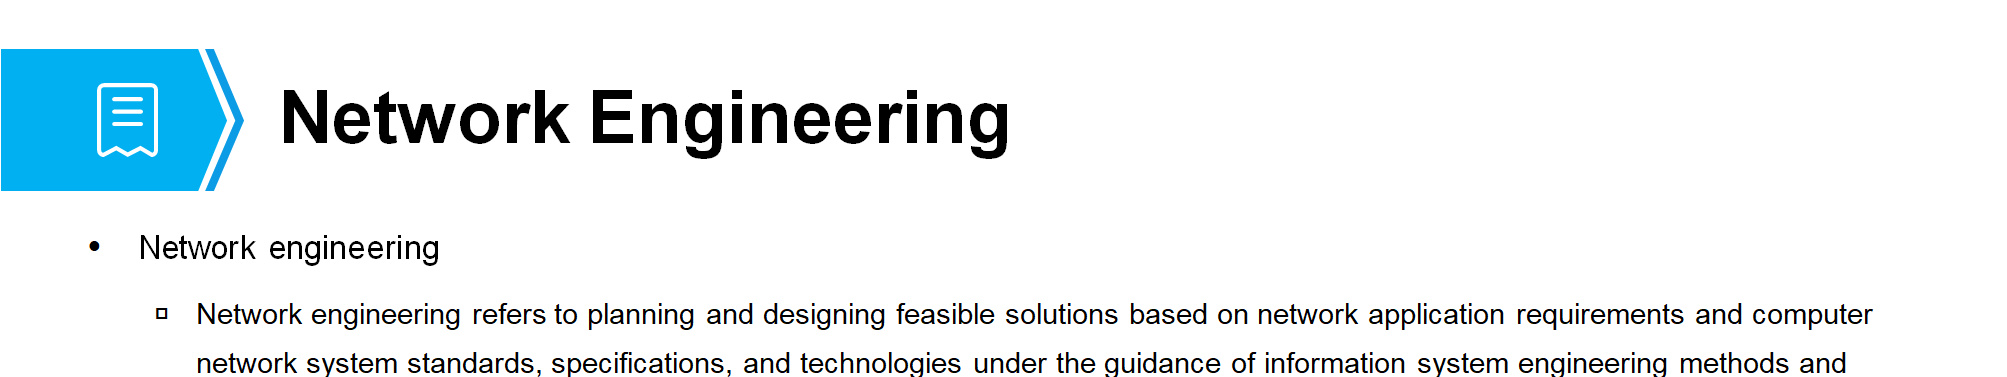 Network Engineering
• Network engineering
▫ Network engineering refers to planning and designing feasible solutions based on network application requirements and computer
network system standards, specifications, and technologies under the guidance of information system engineering methods and